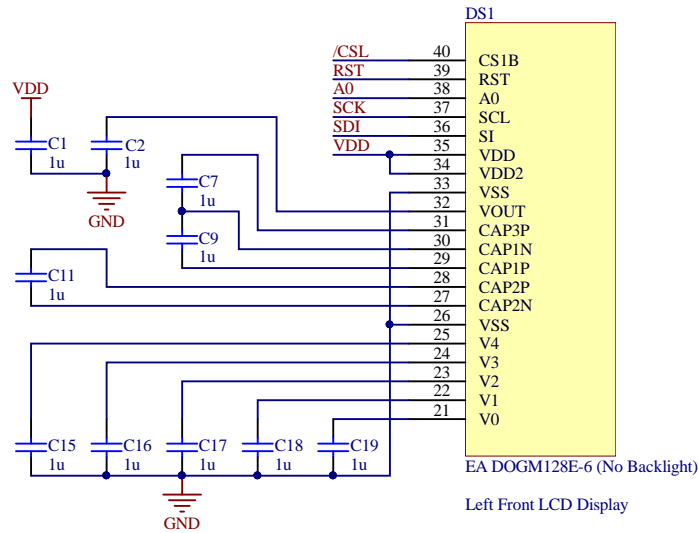 DS1
/CSL 40 CS1B
RST 39 RST
A0 38 A0
SCK 37 SCL
SDI 36 SI
VDD 35 VDD
34 VDD2
33 VSS
32 VOUT
31 CAP3P
30 CAP1N
29 CAP1P
28 CAP2P
27 CAP2N
26 VSS
25 V4
24 V3
23 V2
22 V1
21 V0
VDD
C1
1u
C2
1u
GND
C7
1u
C9
1u
C11
1u
C15
1u
C16
1u
C17
1u
C18
1u
C19
1u
GND
EA DOGM128E-6 (No Backlight)
Left Front LCD Display